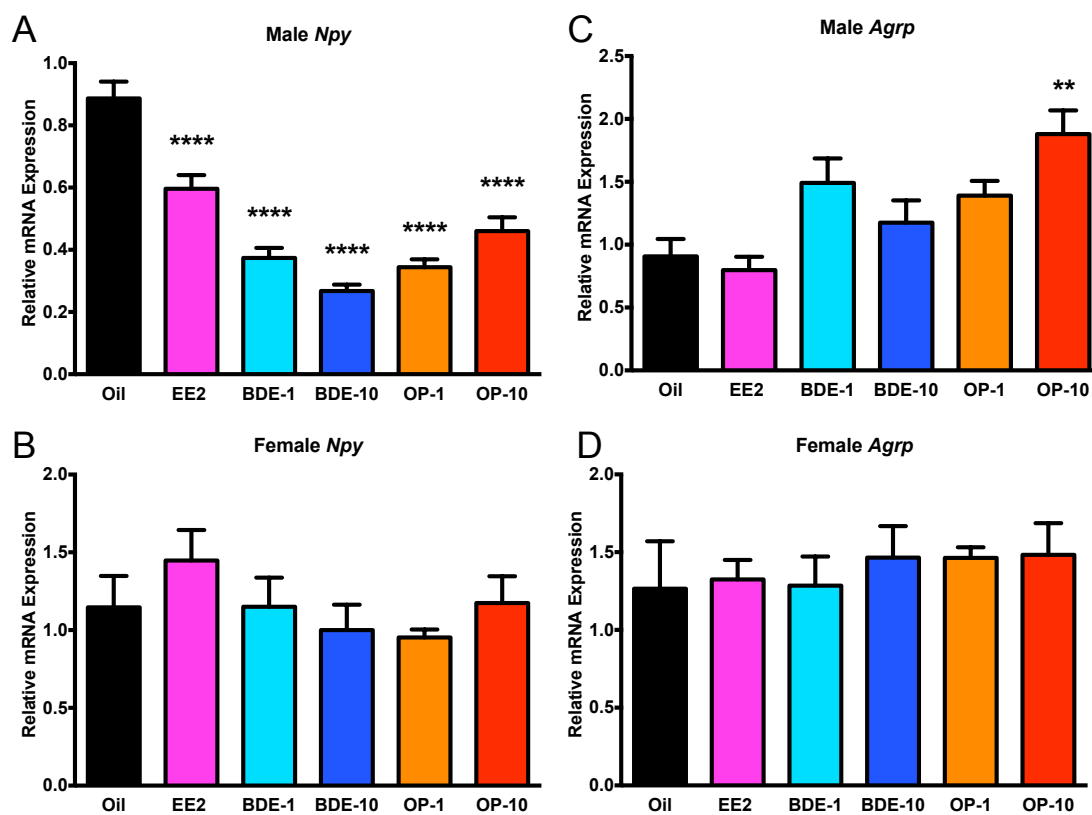 A
Male Npy
Relative mRNA Expression
1.0
0.8
0.6
0.4
0.2
0.0
****
****
****
****
****
Oil EE2 BDE-1 BDE-10 OP-1 OP-10
C
Male Agrp
Relative mRNA Expression
2.5
2.0
1.5
1.0
0.5
0.0
**
Oil EE2 BDE-1 BDE-10 OP-1 OP-10
B
Female Npy
Relative mRNA Expression
2.0
1.5
1.0
0.5
0.0
Oil EE2 BDE-1 BDE-10 OP-1 OP-10
D
Female Agrp
Relative mRNA Expression
2.0
1.5
1.0
0.5
0.0
Oil EE2 BDE-1 BDE-10 OP-1 OP-10